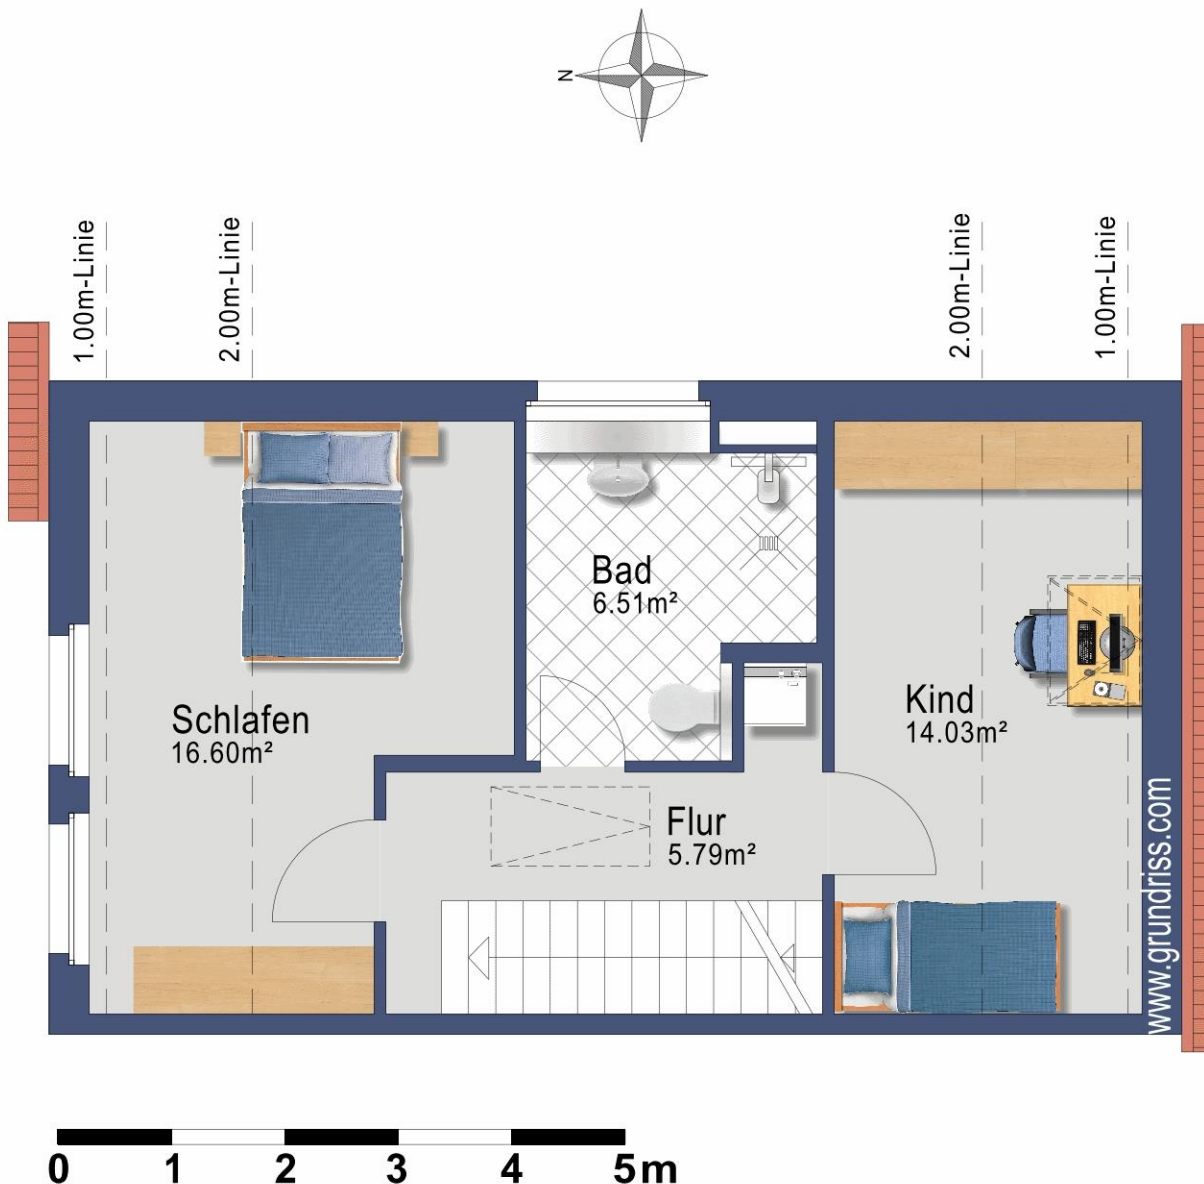 N
1.00m-Linie
2.00m-Linie
2.00m-Linie
1.00m-Linie
Bad
6.51m²
Schlafen
16.60m²
Kind
14.03m²
Flur
5.79m²
www.grundriss.com
0 1 2 3 4 5m